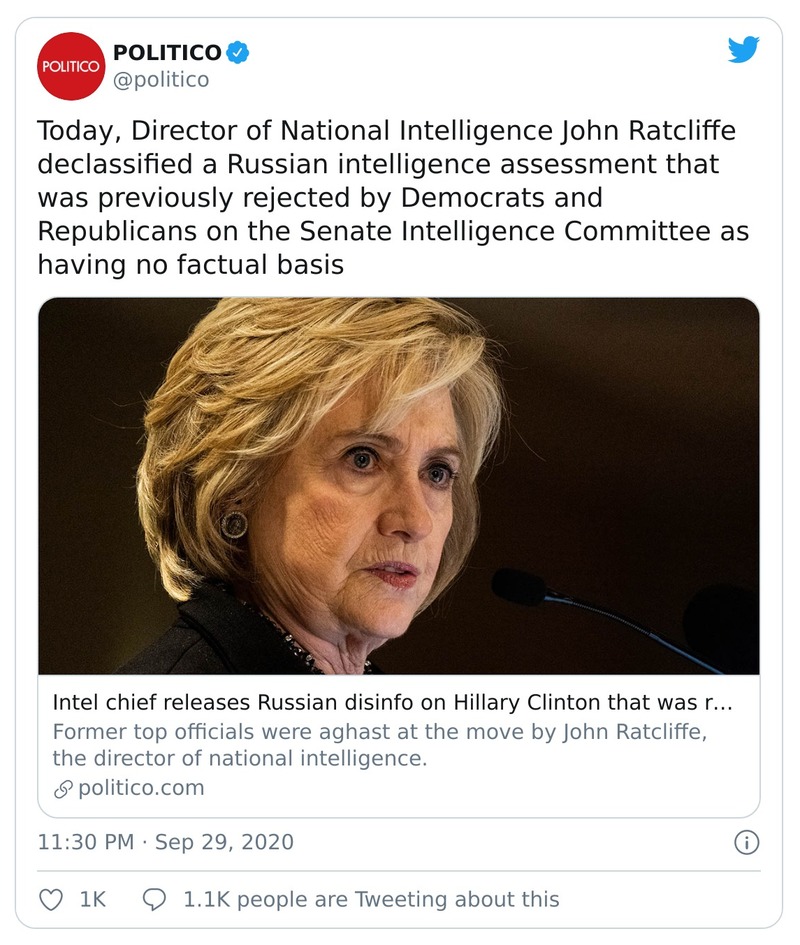 POLITICO
POLITICO
@politico
Today, Director of National Intelligence John Ratcliffe
declassified a Russian intelligence assessment that
was previously rejected by Democrats and
Republicans on the Senate Intelligence Committee as
having no factual basis
Intel chief releases Russian disinfo on Hillary Clinton that was r...
Former top officials were aghast at the move by John Ratcliffe,
the director of national intelligence.
politico.com
11:30 PM · Sep 29, 2020
1K 1.1K people are Tweeting about this